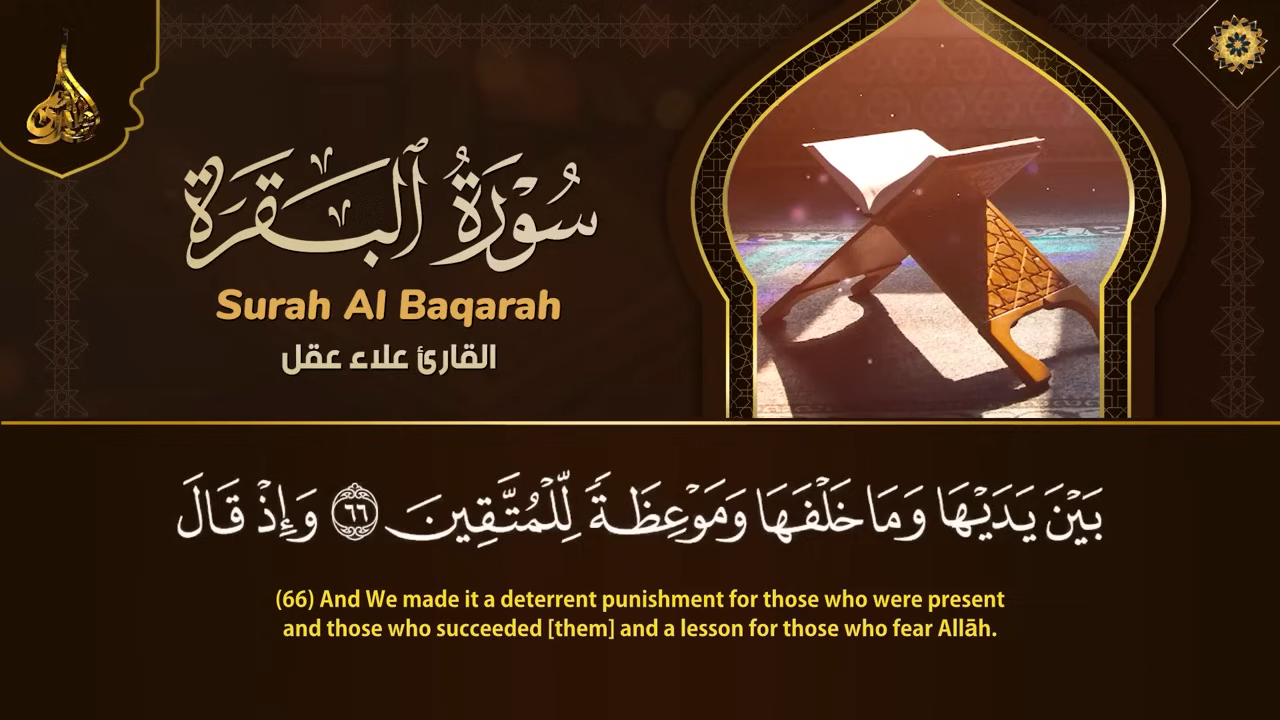 سُورَةُ ٱلْبَقَرَة
Surah Al Baqarah
القارئ علاء عقل
بَيْنَ يَدَيْهَا وَمَا خَلْفَهَا وَمَوْعِظَةً لِّلْمُتَّقِينَ ٦٦ وَإِذْ قَالَ
(66) And We made it a deterrent punishment for those who were present
and those who succeeded [them] and a lesson for those who fear Allāh.